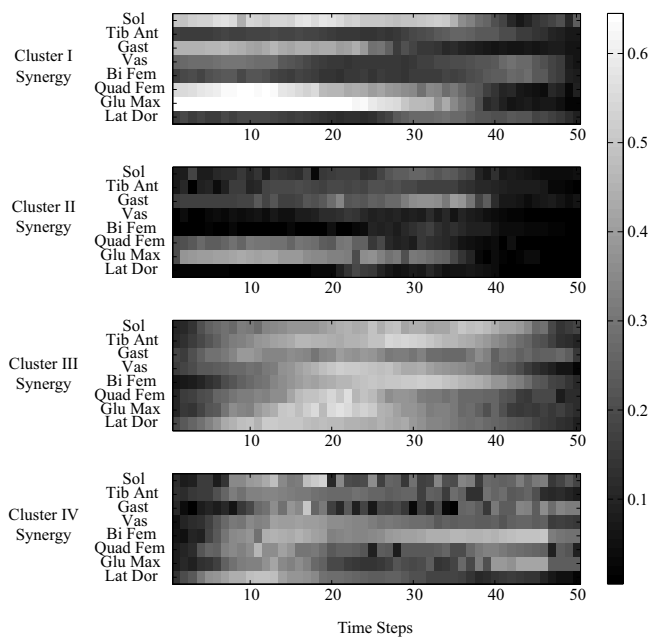 Cluster I
Synergy
Sol
Tib Ant
Gast
Vas
Bi Fem
Quad Fem
Glu Max
Lat Dor
10 20 30 40 50
Cluster II
Synergy
Sol
Tib Ant
Gast
Vas
Bi Fem
Quad Fem
Glu Max
Lat Dor
10 20 30 40 50
Cluster III
Synergy
Sol
Tib Ant
Gast
Vas
Bi Fem
Quad Fem
Glu Max
Lat Dor
10 20 30 40 50
Cluster IV
Synergy
Sol
Tib Ant
Gast
Vas
Bi Fem
Quad Fem
Glu Max
Lat Dor
10 20 30 40 50
Time Steps
0.6
0.5
0.4
0.3
0.2
0.1